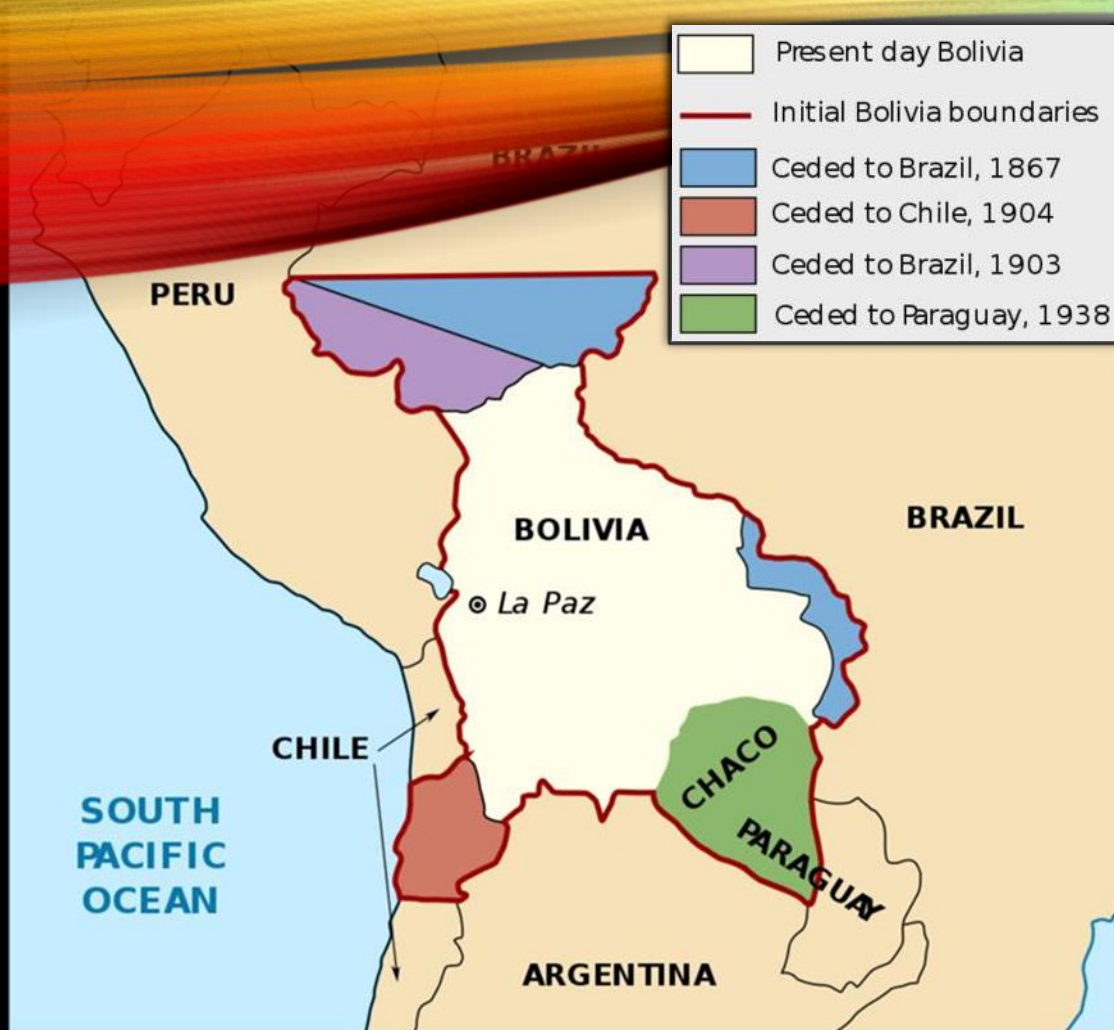 Present day Bolivia
Initial Bolivia boundaries
Ceded to Brazil, 1867
Ceded to Chile, 1904
Ceded to Brazil, 1903
Ceded to Paraguay, 1938
BRAZIL
PERU
BOLIVIA
BRAZIL
La Paz
CHILE
CHACO
PARAGUAY
SOUTH
PACIFIC
OCEAN
ARGENTINA